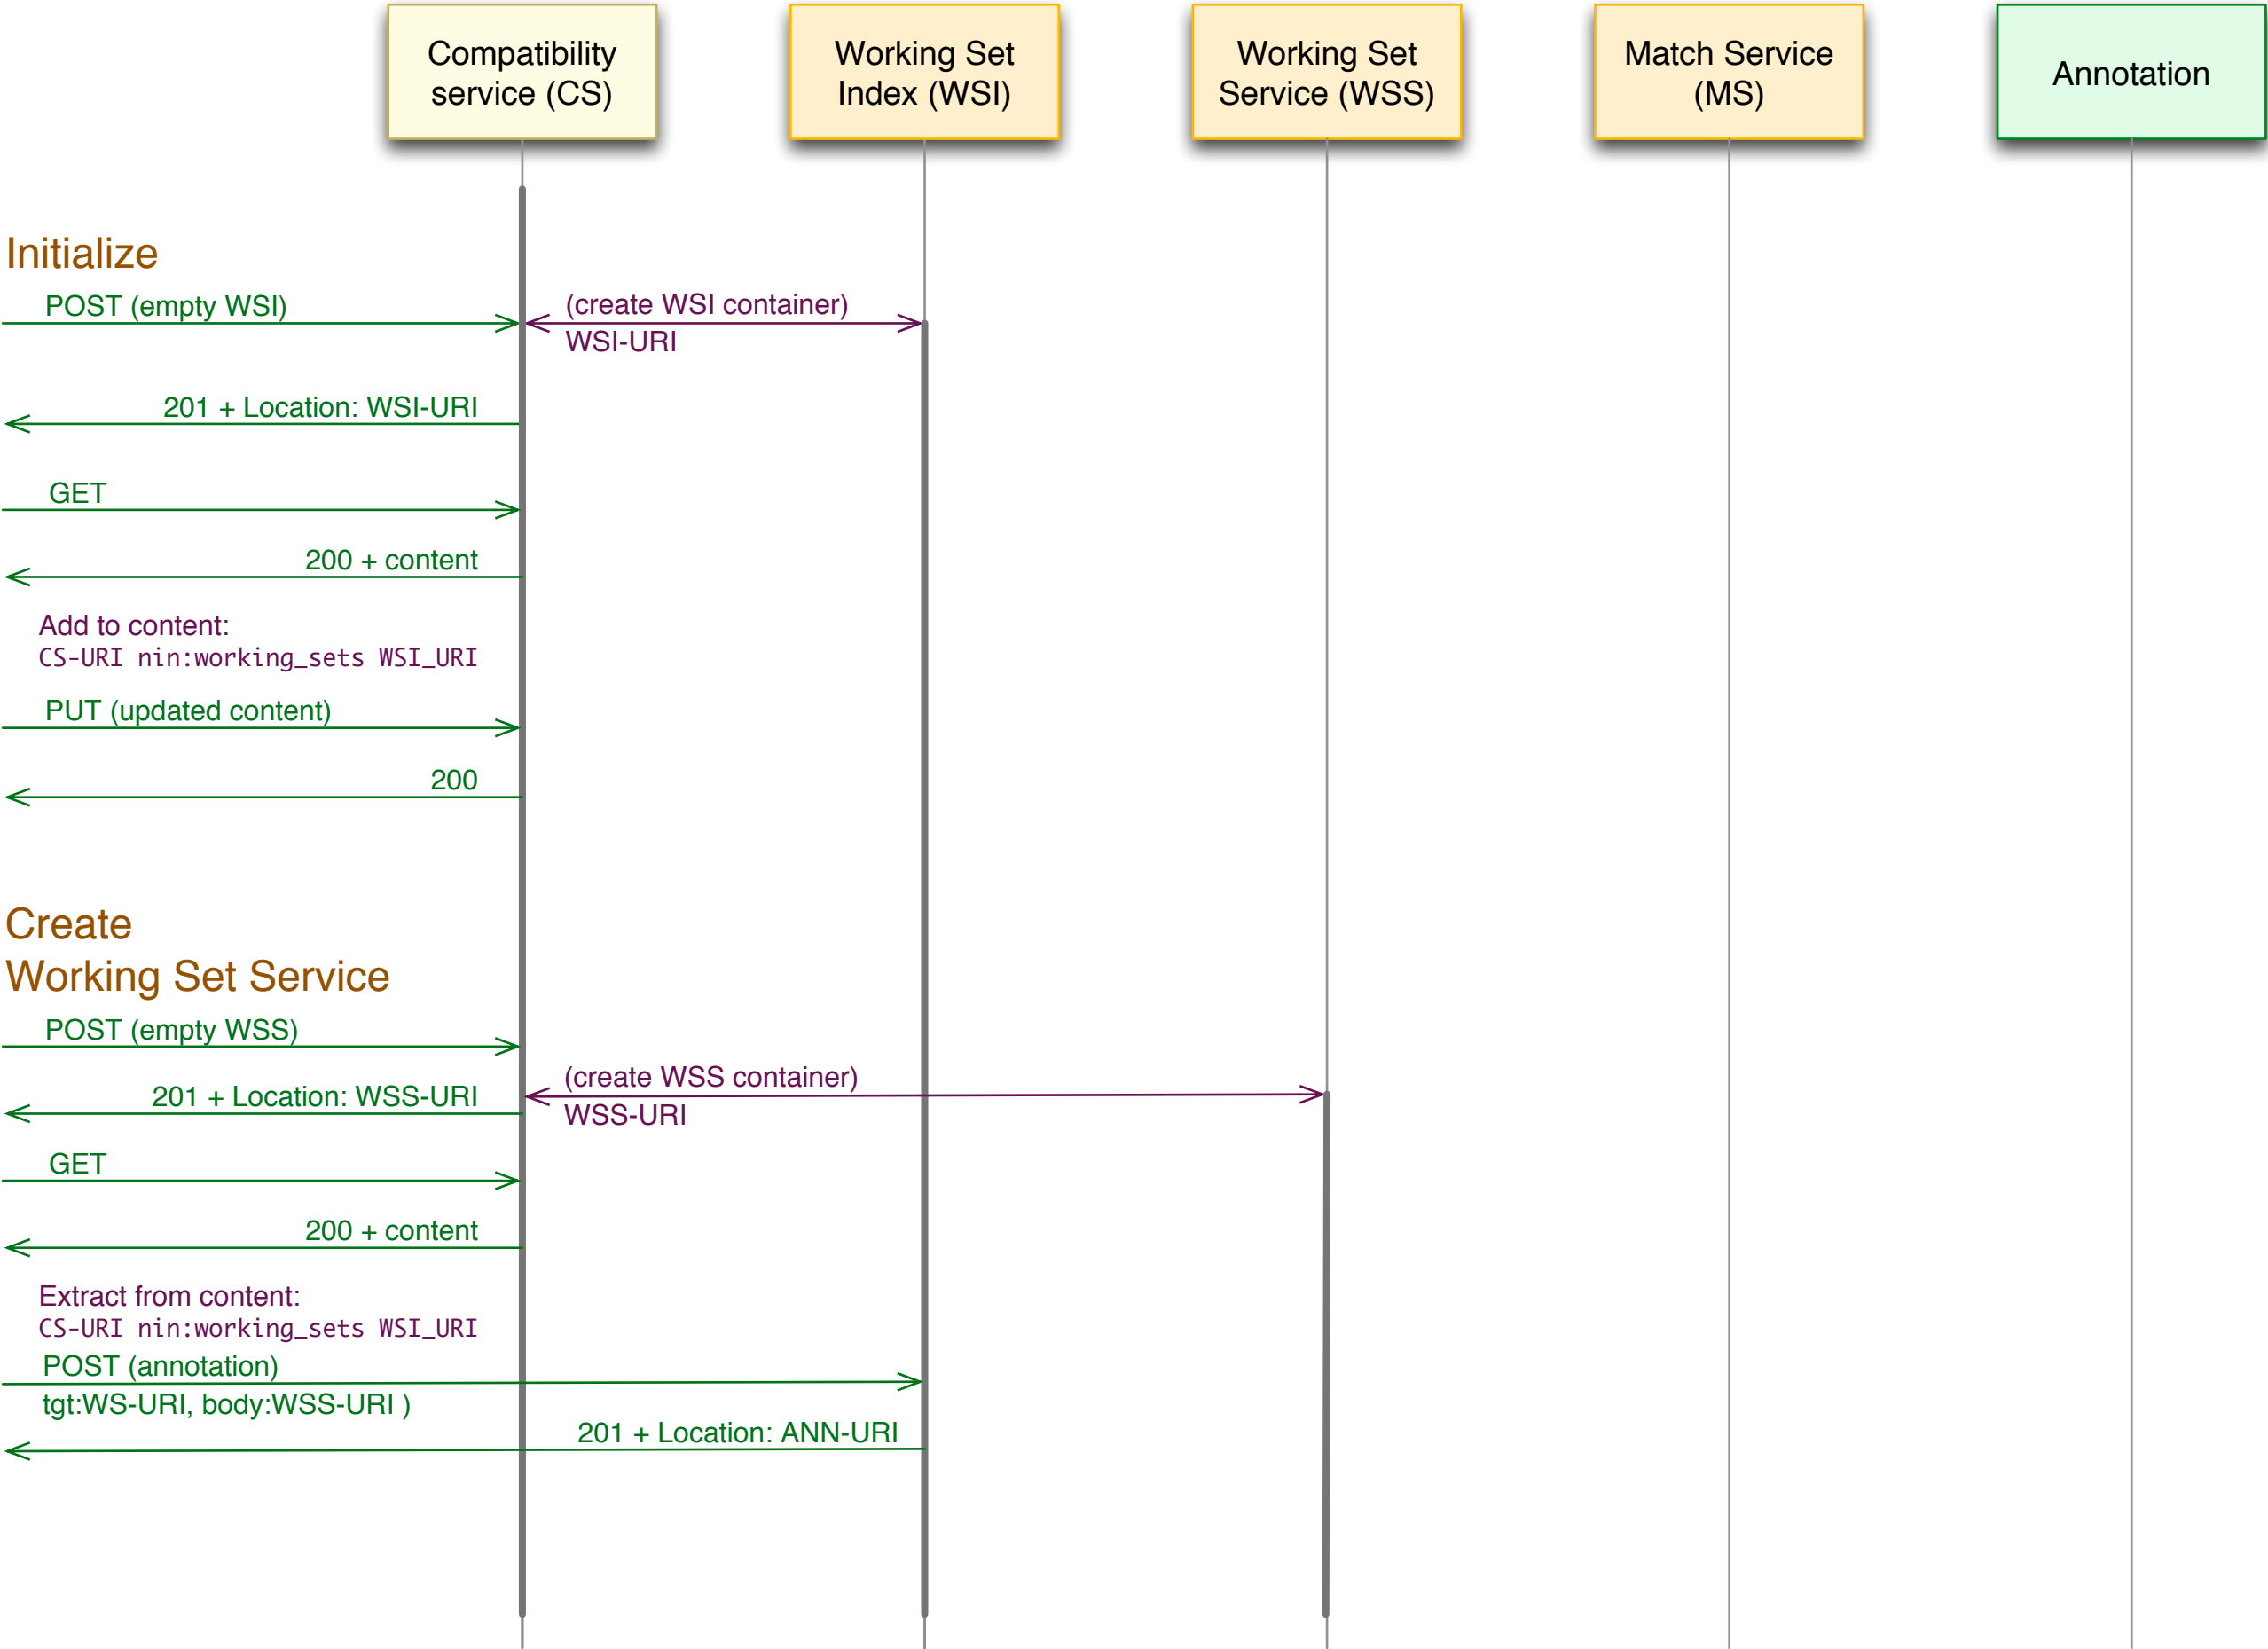 Compatibility
service (CS)
Working Set
Index (WSI)
Working Set
Service (WSS)
Match Service
(MS)
Annotation
Initialize
POST (empty WSI)
(create WSI container)
WSI-URI
201 + Location: WSI-URI
GET
200 + content
Add to content:
CS-URI nin:working_sets WSI_URI
PUT (updated content)
200
Create
Working Set Service
POST (empty WSS)
(create WSS container)
201 + Location: WSS-URI
WSS-URI
GET
200 + content
Extract from content:
CS-URI nin:working_sets WSI_URI
POST (annotation)
tgt:WS-URI, body:WSS-URI )
201 + Location: ANN-URI